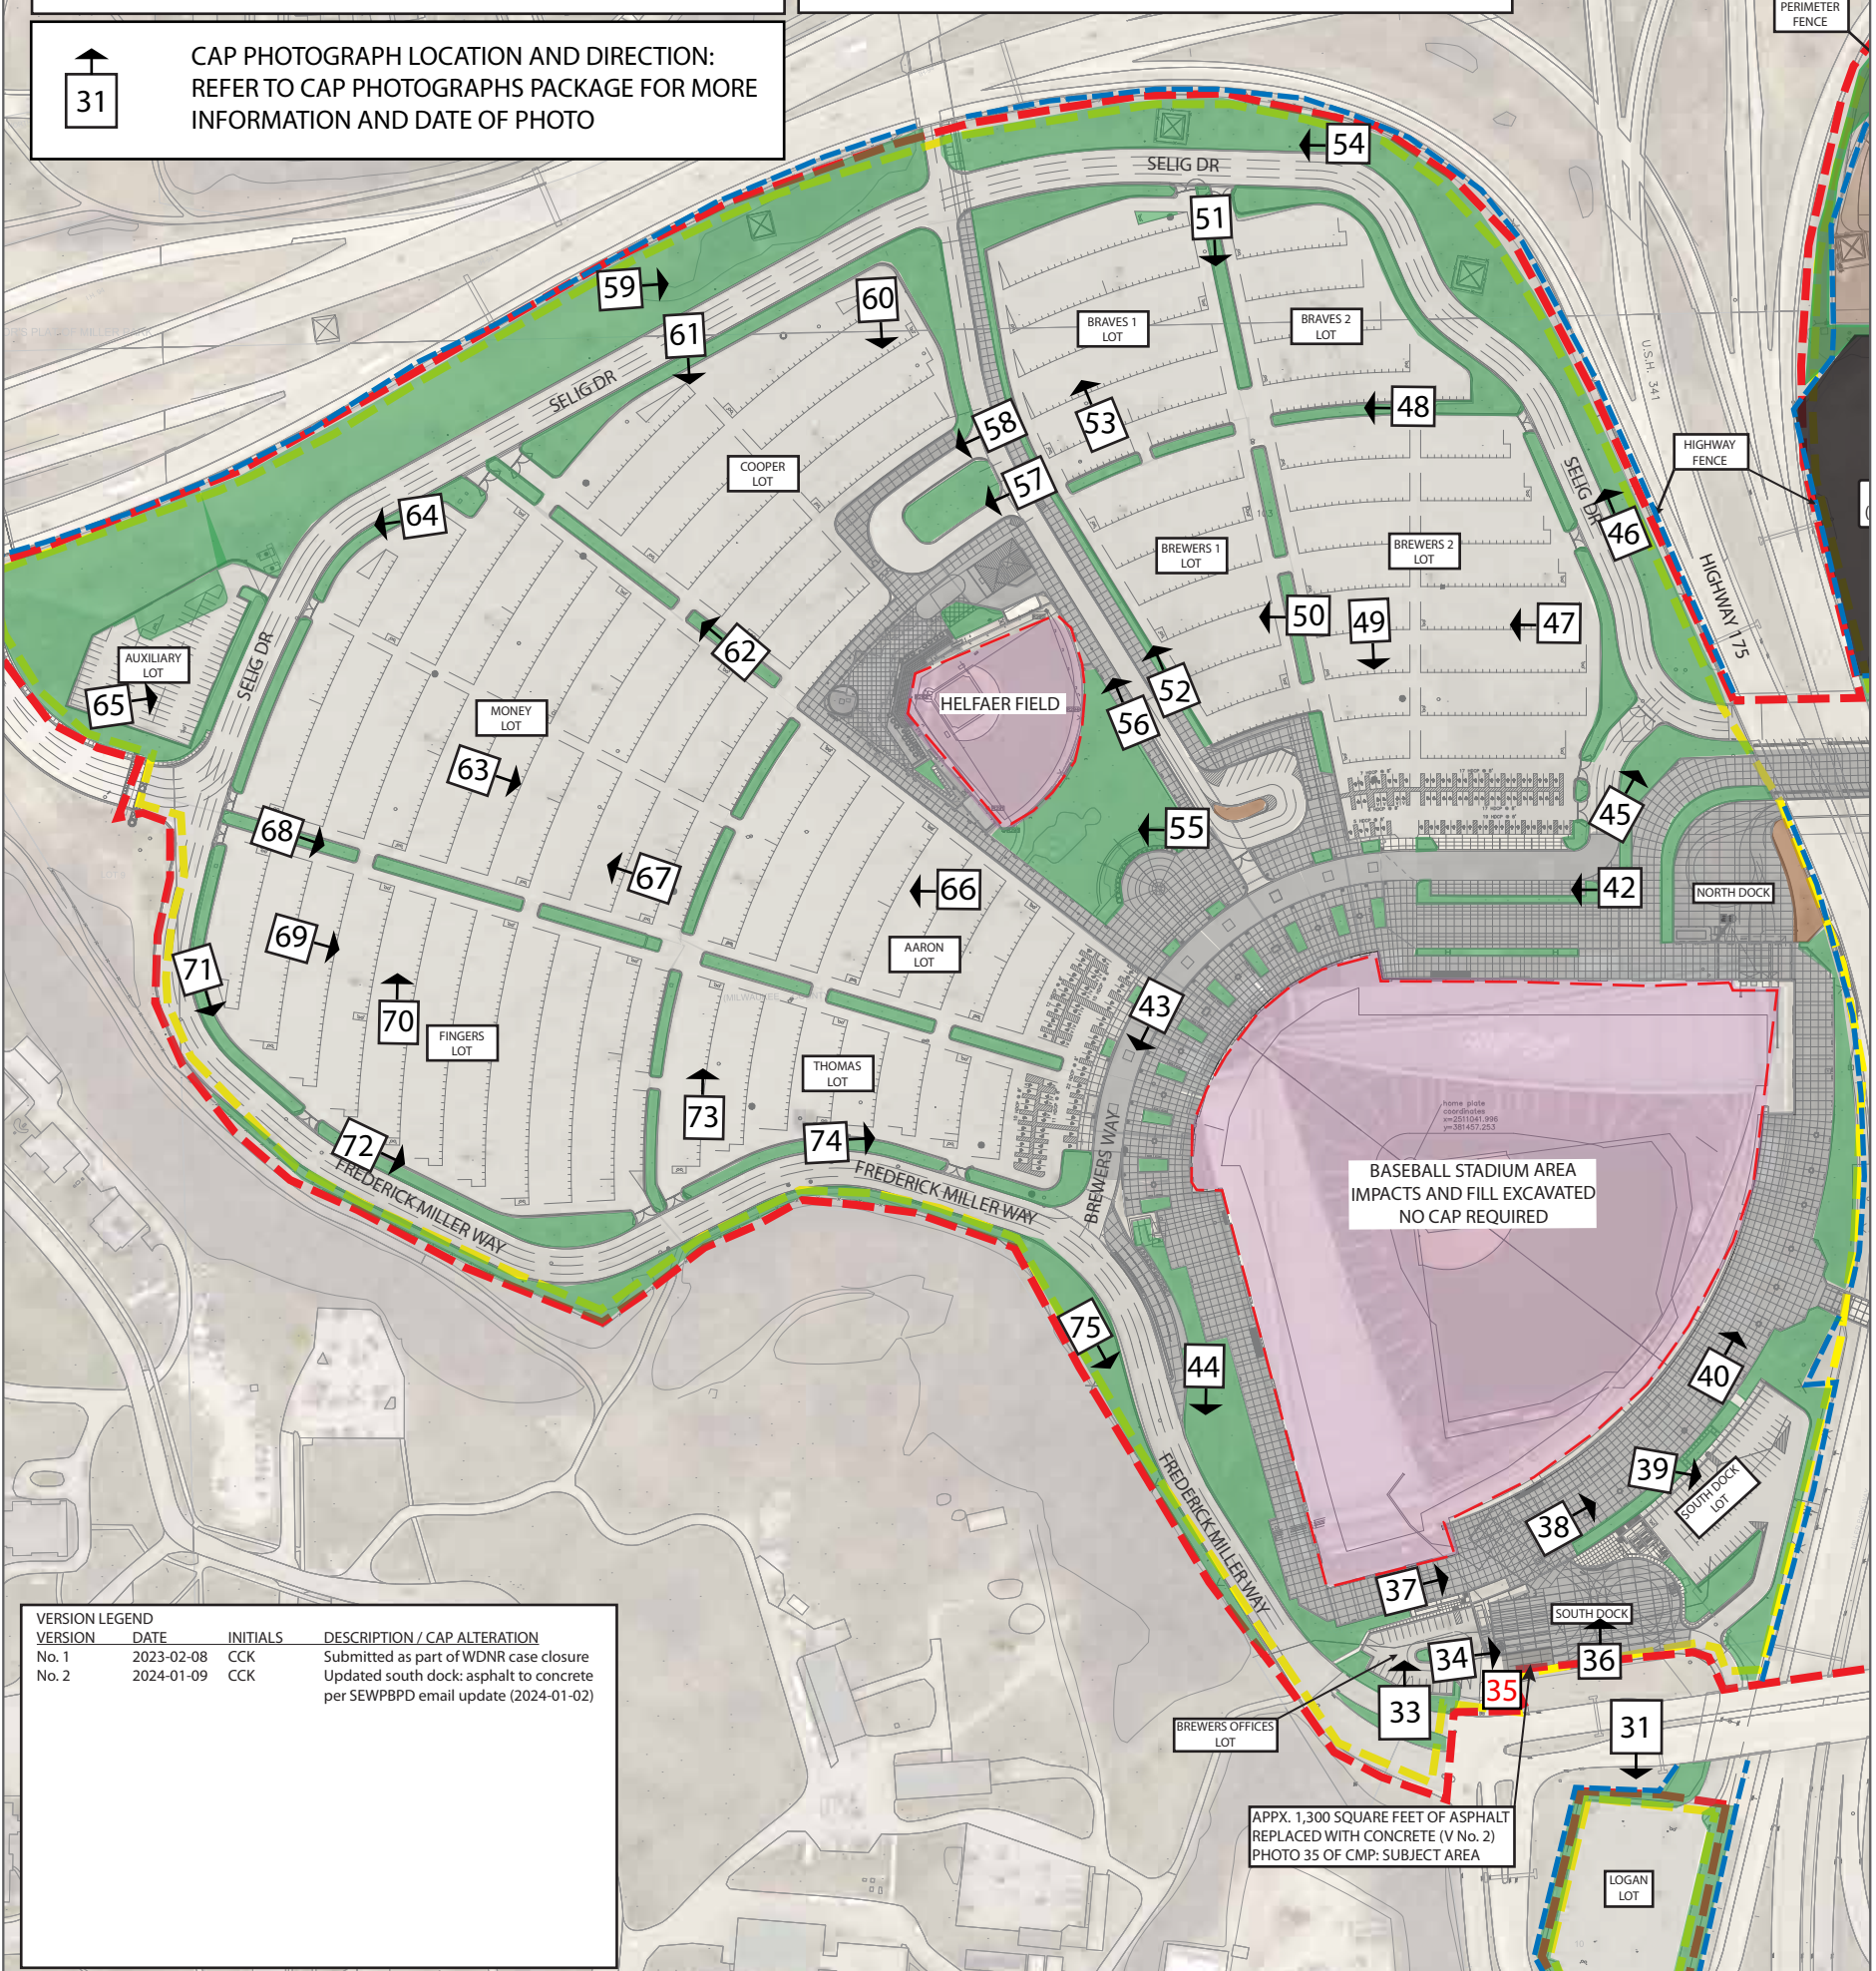 PERIMETER
FENCE
31
CAP PHOTOGRAPH LOCATION AND DIRECTION:
REFER TO CAP PHOTOGRAPHS PACKAGE FOR MORE
INFORMATION AND DATE OF PHOTO
54
SELIG DR
51
59
60
61
BRAVES 1
LOT
BRAVES 2
LOT
U.S.H. 341
SELIG DR
48
53
58
HIGHWAY
FENCE
COOPER
LOT
57
SELIG DR
64
46
BREWERS 1
LOT
BREWERS 2
LOT
HIGHWAY 175
50
49
47
62
AUXILIARY
LOT
SELIG DR
65
52
56
HELFAER FIELD
MONEY
LOT
63
45
68
55
67
66
42
NORTH DOCK
69
AARON
LOT
71
43
70
FINGERS
LOT
THOMAS
LOT
73
home plate
coordinates
x=2511041.996
y=381457.253
74
72
FREDERICK MILLER WAY
FREDERICK MILLER WAY
BREWERS WAY
BASEBALL STADIUM AREA
IMPACTS AND FILL EXCAVATED
NO CAP REQUIRED
75
44
40
39
SOUTH DOCK
LOT
38
FREDERICK MILLER WAY
37
SOUTH DOCK
34
36
35
33
31
BREWERS OFFICES
LOT
APPX. 1,300 SQUARE FEET OF ASPHALT
REPLACED WITH CONCRETE (V No. 2)
PHOTO 35 OF CMP: SUBJECT AREA
LOGAN
LOT
VERSION LEGEND
VERSION DATE INITIALS DESCRIPTION / CAP ALTERATION
No. 1 2023-02-08 CCK Submitted as part of WDNR case closure
No. 2 2024-01-09 CCK Updated south dock: asphalt to concrete
per SEWPBPD email update (2024-01-02)